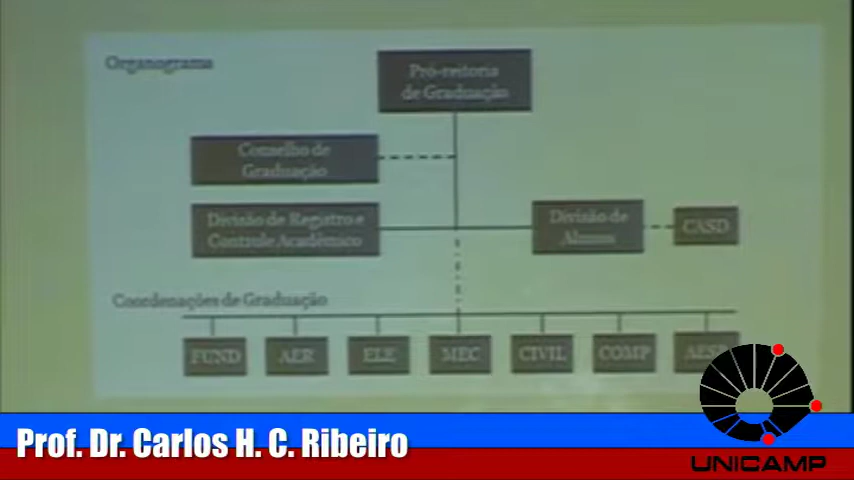 Organograma
Pró-reitoria
de Graduação
Conselho de
Graduação
Divisão de Registro e
Controle Acadêmico
Divisão de
Alunos
CASD
Coordenações de Graduação
FUND
AER
ELE
MEC
CIVIL
COMP
AESP
Prof. Dr. Carlos H. C. Ribeiro
UNICAMP